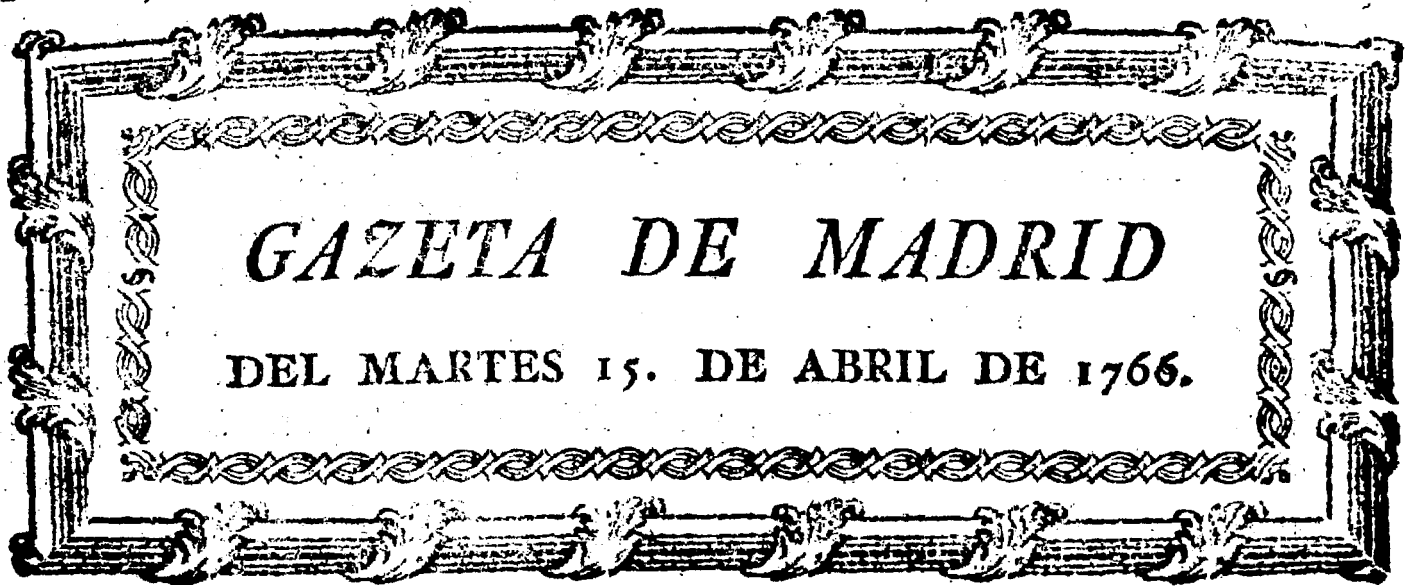 GAZETA DE MADRID
DEL MARTES 15. DE ABRIL DE 1766.